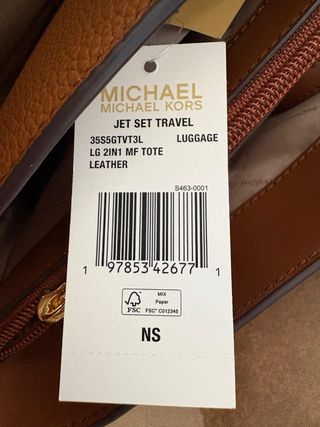 MICHAEL
MICHAEL KORS
JET SET TRAVEL
35S5GTVT3L LUGGAGE
LG 2IN1 MF TOTE
LEATHER
S463-0001
1 97853 42677 1
FSC
MIX
Paper
FSC® C012345
NS